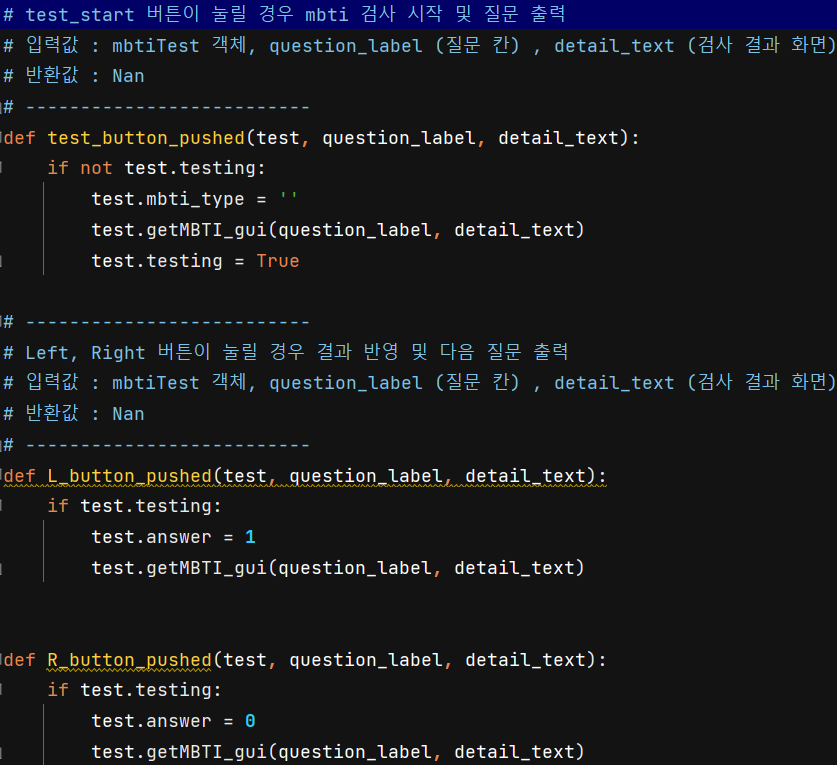 # test_start 버튼이 눌릴 경우 mbti 검사 시작 및 질문 출력
# 입력값 : mbtiTest 객체, question_label (질문 칸) , detail_text (검사 결과 화면)
# 반환값 : Nan
# --------------------------
def test_button_pushed(test, question_label, detail_text):
    if not test.testing:
        test.mbti_type = ''
        test.getMBTI_gui(question_label, detail_text)
        test.testing = True
# --------------------------
# Left, Right 버튼이 눌릴 경우 결과 반영 및 다음 질문 출력
# 입력값 : mbtiTest 객체, question_label (질문 칸) , detail_text (검사 결과 화면)
# 반환값 : Nan
# --------------------------
def L_button_pushed(test, question_label, detail_text):
    if test.testing:
        test.answer = 1
        test.getMBTI_gui(question_label, detail_text)
def R_button_pushed(test, question_label, detail_text):
    if test.testing:
        test.answer = 0
        test.getMBTI_gui(question_label, detail_text)